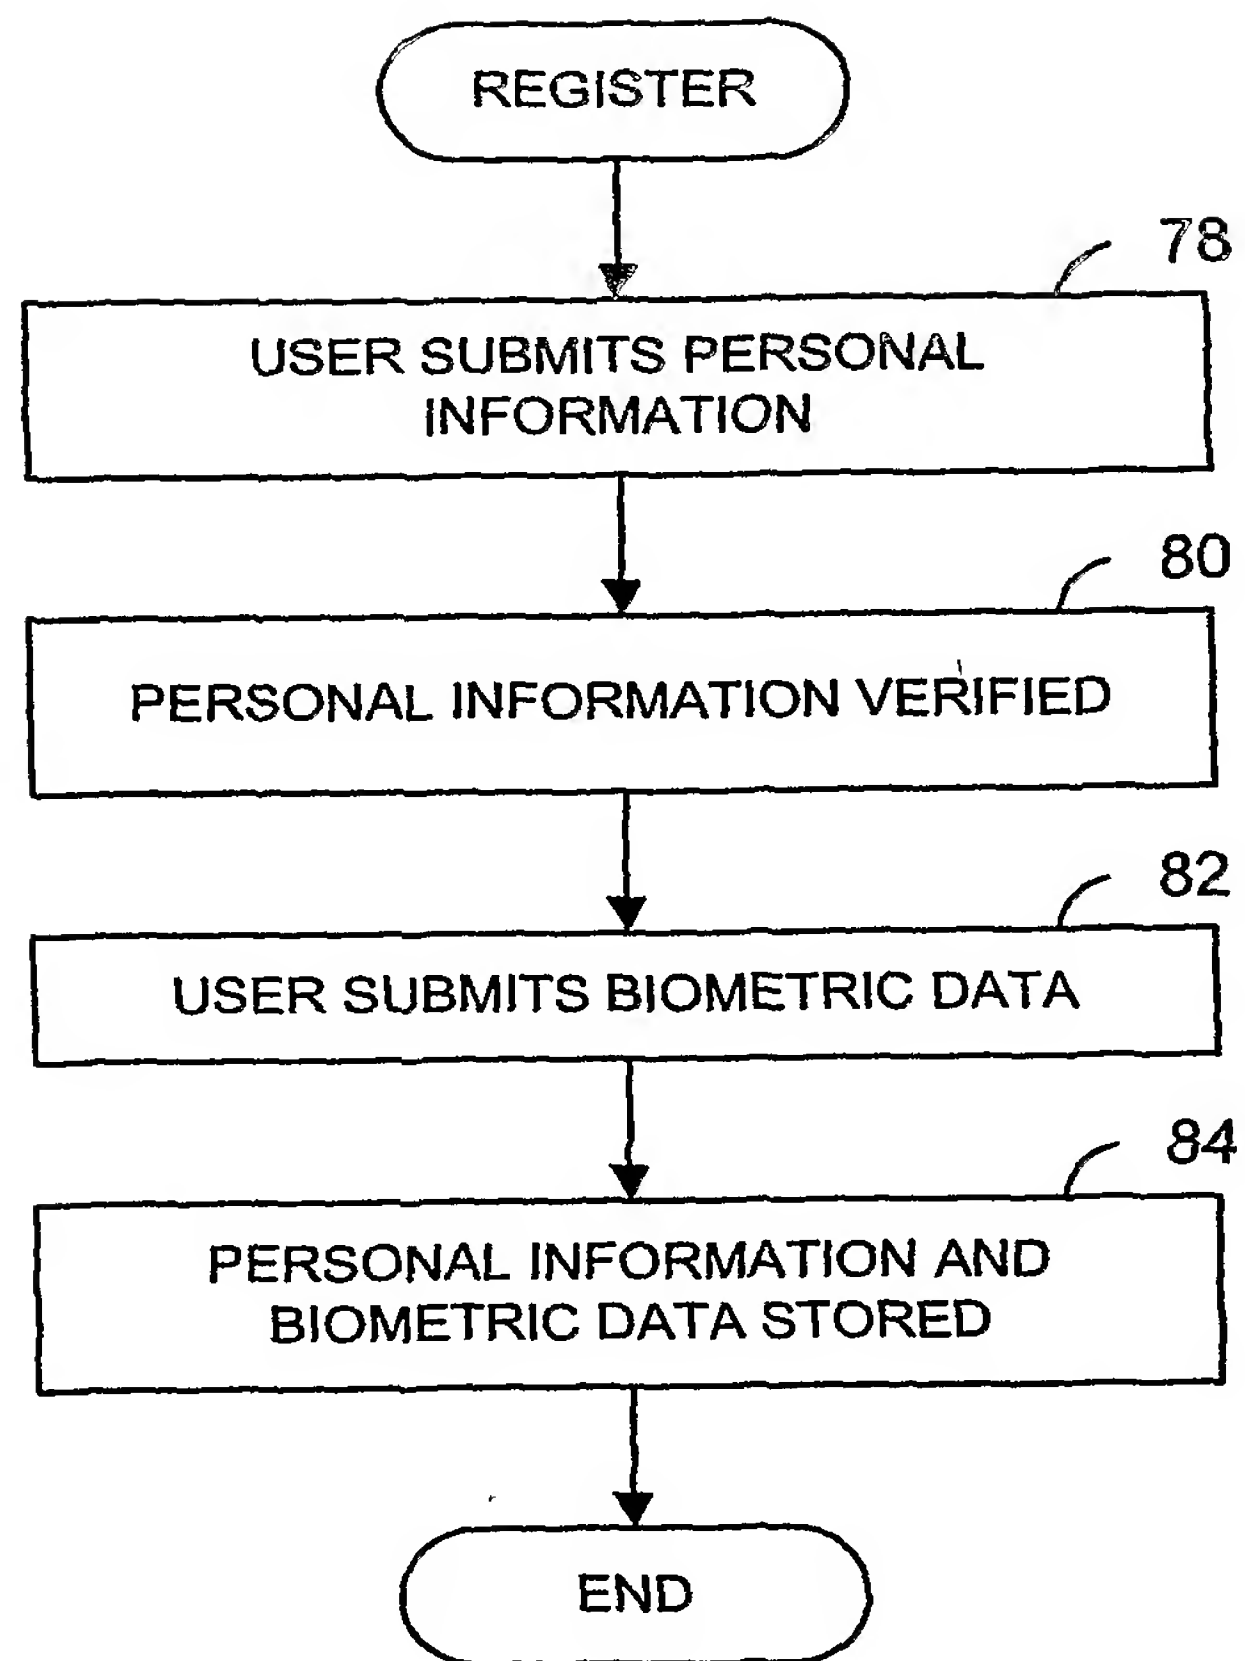 REGISTER
78
USER SUBMITS PERSONAL
INFORMATION
80
PERSONAL INFORMATION VERIFIED
82
USER SUBMITS BIOMETRIC DATA
84
PERSONAL INFORMATION AND
BIOMETRIC DATA STORED
END